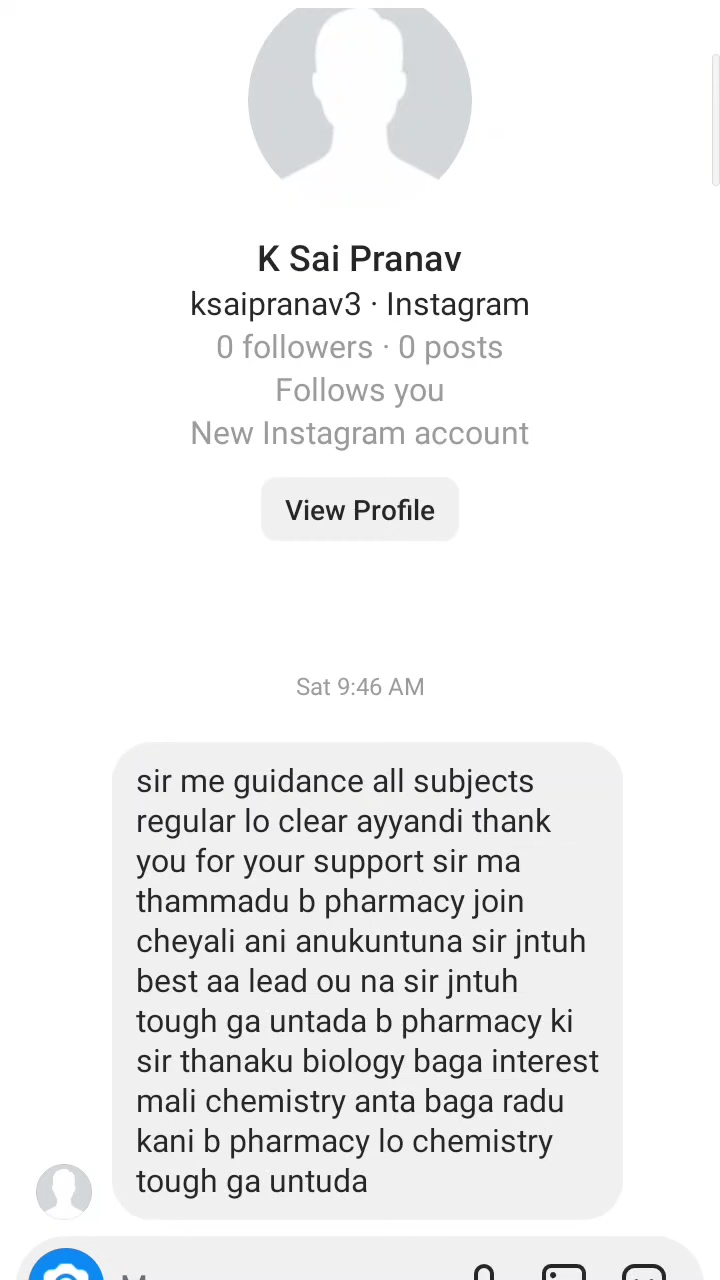 K Sai Pranav
ksaipranav3 · Instagram
0 followers · 0 posts
Follows you
New Instagram account
View Profile
Sat 9:46 AM
sir me guidance all subjects
regular lo clear ayyandi thank
you for your support sir ma
thammadu b pharmacy join
cheyali ani anukuntuna sir jntuh
best aa lead ou na sir jntuh
tough ga untada b pharmacy ki
sir thanaku biology baga interest
mali chemistry anta baga radu
kani b pharmacy lo chemistry
tough ga untuda